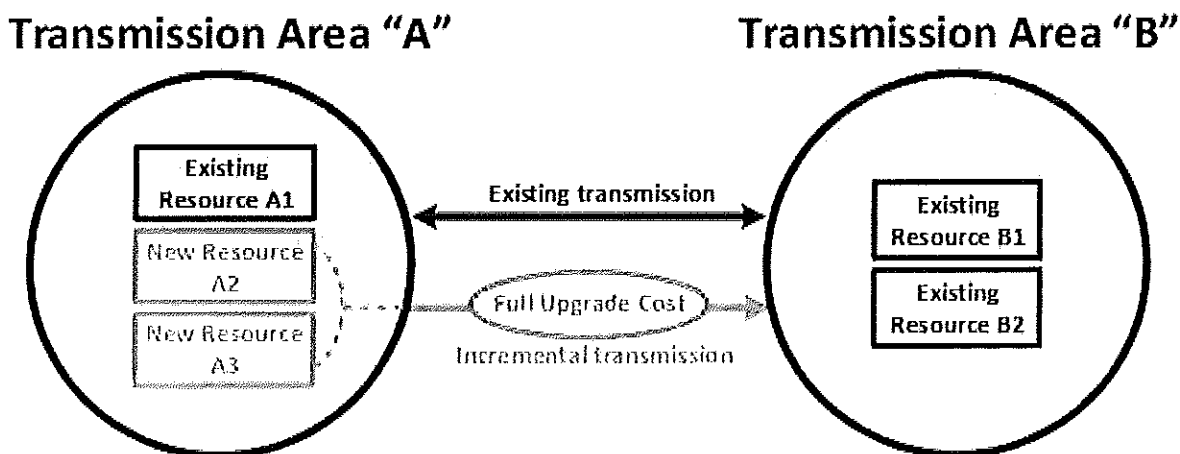 Transmission Area “A”
Transmission Area “B”
Existing
Resource A1
New Resource
A2
New Resource
A3
Existing transmission
Full Upgrade Cost
Incremental transmission
Existing
Resource B1
Existing
Resource B2